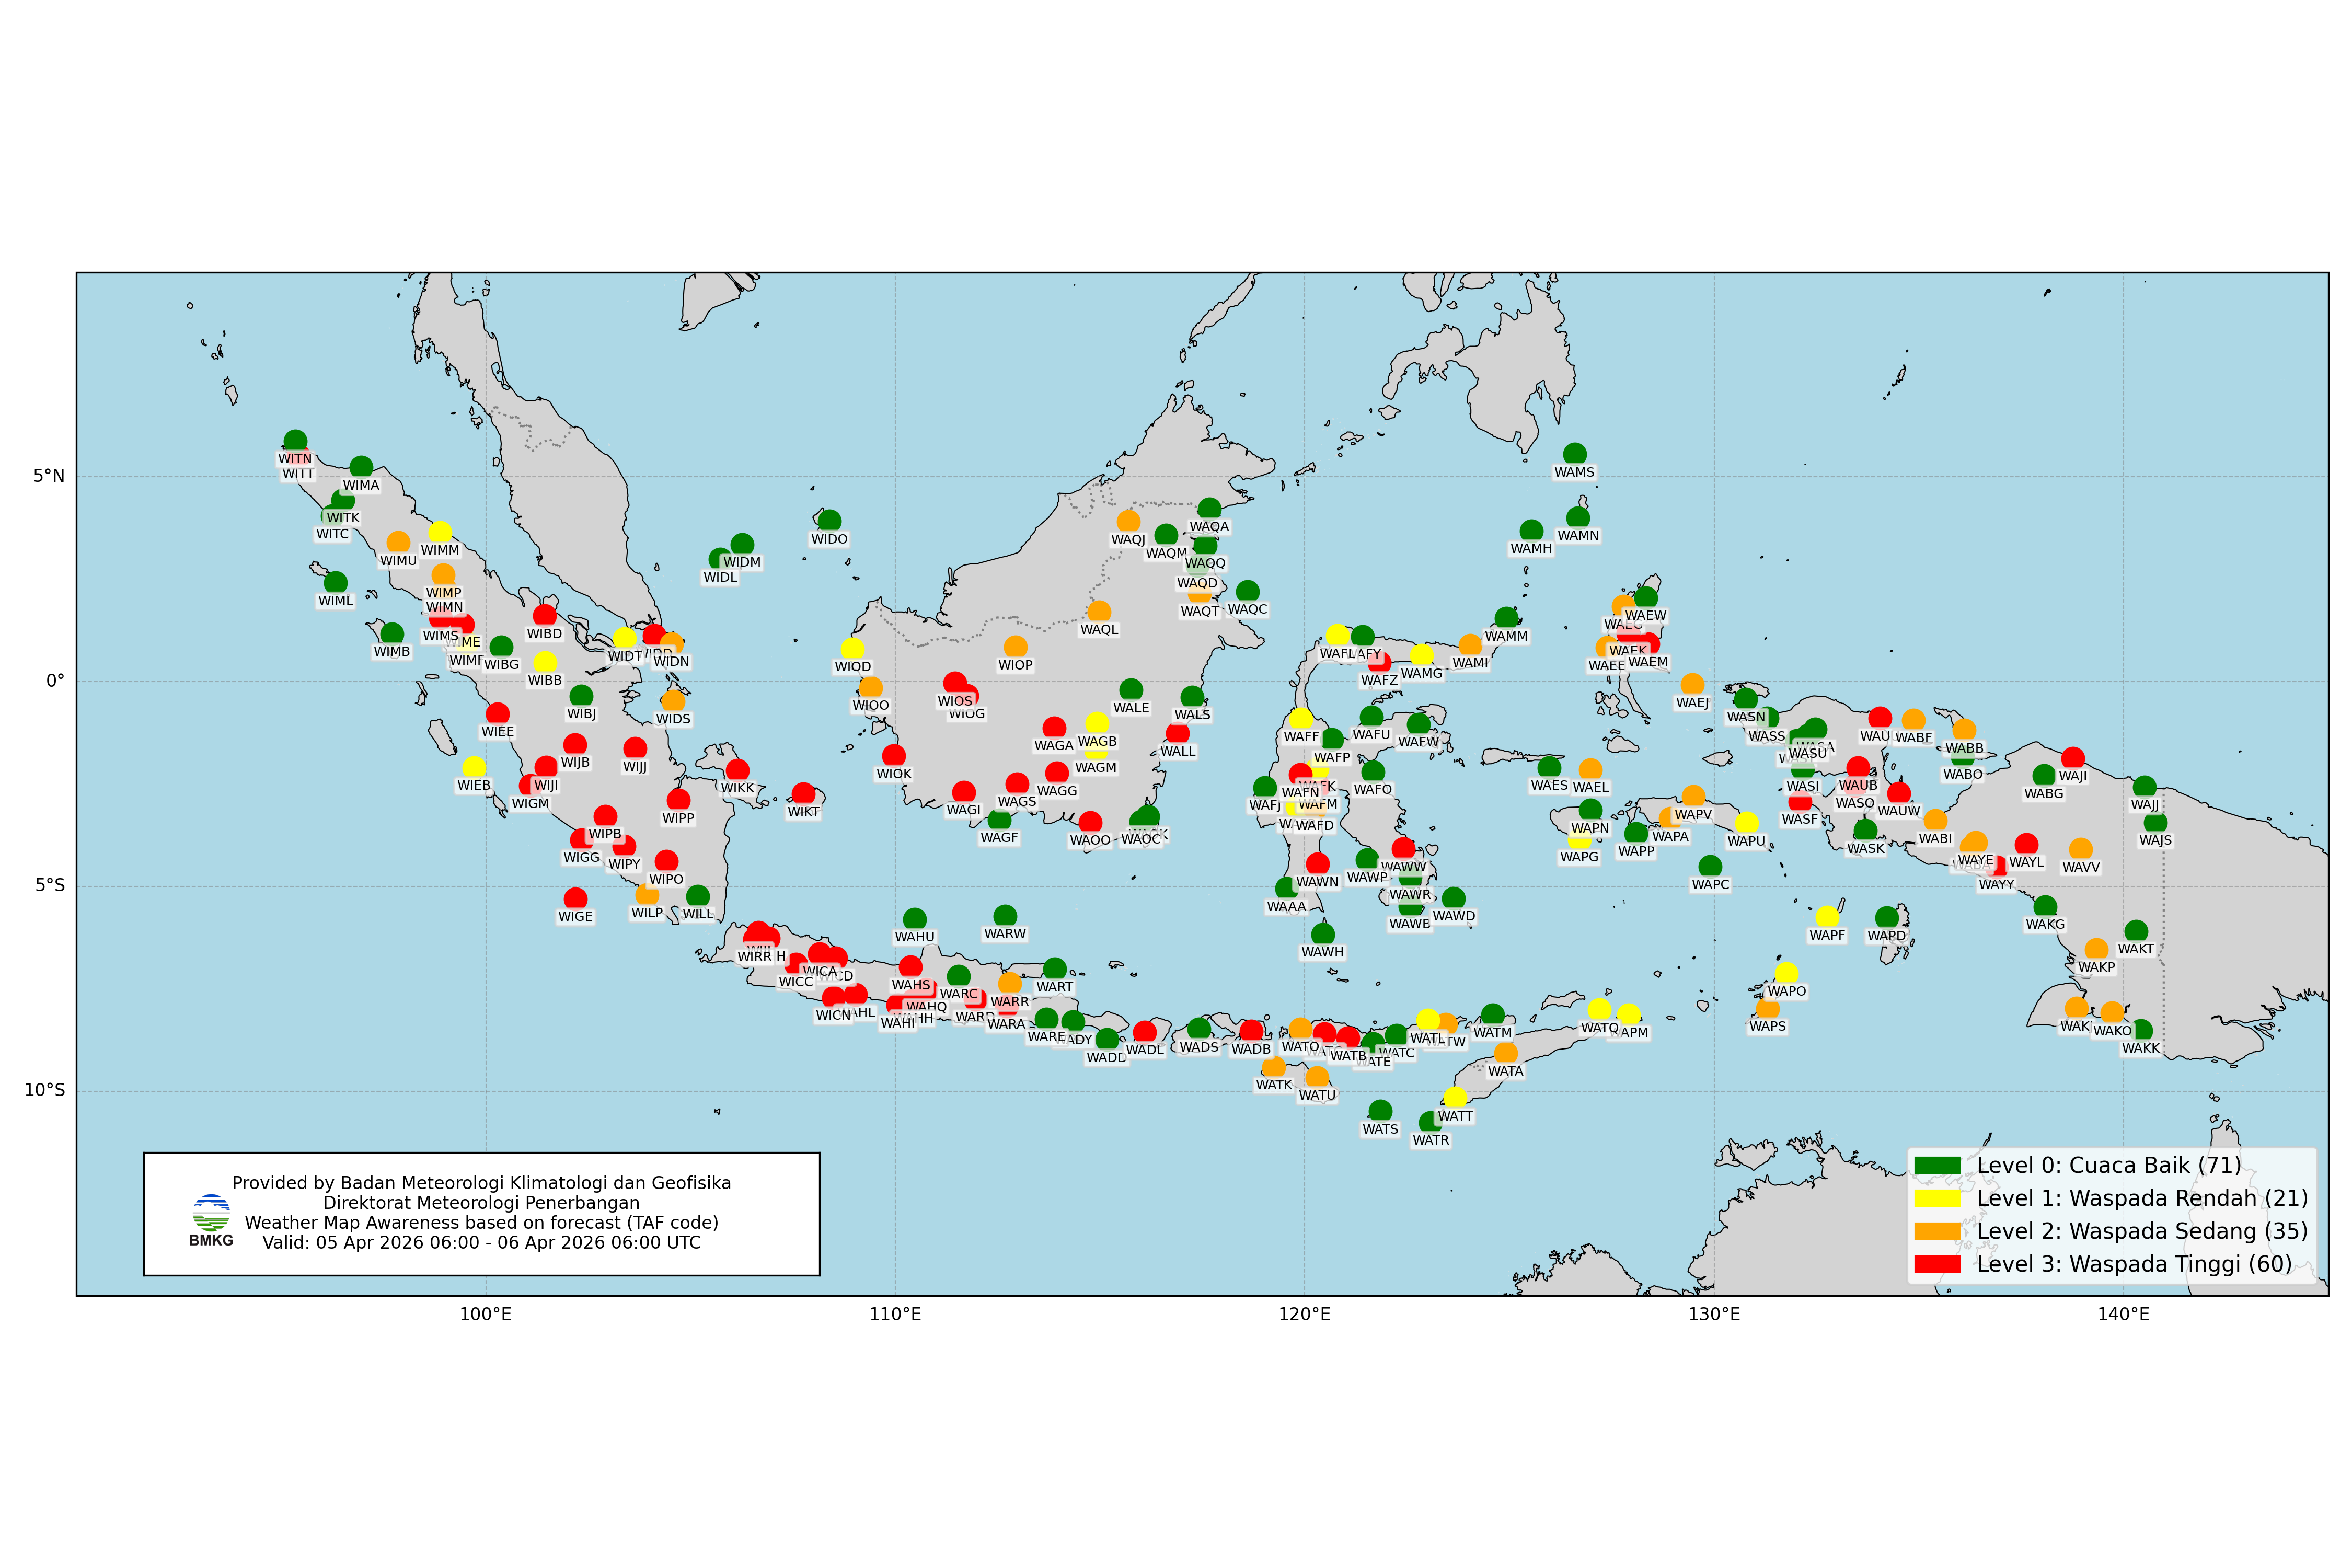 WAMS
WITN
WITT
WIMA
WITK
WITC
WIDO
WAQA
WAQJ
WAQM
WAQQ
WAMN
WAMH
WIMM
WIMU
WIDM
WIDL
WAQD
WIMP
WIML
WIMN
WAQT
WAQC
WAQL
WAEW
WIMS
WIBD
WAMM
WIMB
WIBG
WIDT
WIDN
WIOD
WIOP
WAMI
WAEK
WAEE
WAEM
WIBB
WAFZ
WAMG
WAEJ
WIBJ
WIDS
WIOO
WIOS
WIOG
WALE
WALS
WASN
WASS
WIEE
WAGA
WAGB
WALL
WAFF
WAFU
WAFW
WAFP
WASU
WABF
WABB
WIJB
WIJJ
WIOK
WAGM
WABO
WAJI
WIEB
WIJI
WIKK
WAGG
WAFO
WAES
WAEL
WASI
WAUB
WABG
WIGM
WIKT
WAGI
WAGS
WAFJ
WAFN
WAFM
WASO
WAUW
WAJJ
WIPP
WIPB
WAGF
WAOO
WAOC
WAFD
WAPN
WAPV
WASF
WAPA
WAPU
WASK
WABI
WAJS
WIGG
WIPY
WIPO
WAWW
WAWP
WAWN
WAPG
WAPP
WAPC
WAYE
WAYL
WAVV
WAYY
WIGE
WILP
WILL
WAAA
WAWR
WAWB
WAWD
WAPF
WAPD
WAKG
WAKT
WAHU
WARW
WAWH
WIRR
WICA
WICC
WAHS
WARC
WART
WAKP
WAPO
WICN
WAHQ
WAHI
WARR
WARA
WARE
WADD
WADL
WADS
WADB
WATO
WATB
WATE
WATC
WATL
WATM
WATQ
WAPS
WAKO
WAKK
WATK
WATU
WATA
WATT
WATS
WATR
5°N
0°
5°S
10°S
100°E
110°E
120°E
130°E
140°E
BMKG
Provided by Badan Meteorologi Klimatologi dan Geofisika
Direktorat Meteorologi Penerbangan
Weather Map Awareness based on forecast (TAF code)
Valid: 05 Apr 2026 06:00 - 06 Apr 2026 06:00 UTC
Level 0: Cuaca Baik (71)
Level 1: Waspada Rendah (21)
Level 2: Waspada Sedang (35)
Level 3: Waspada Tinggi (60)